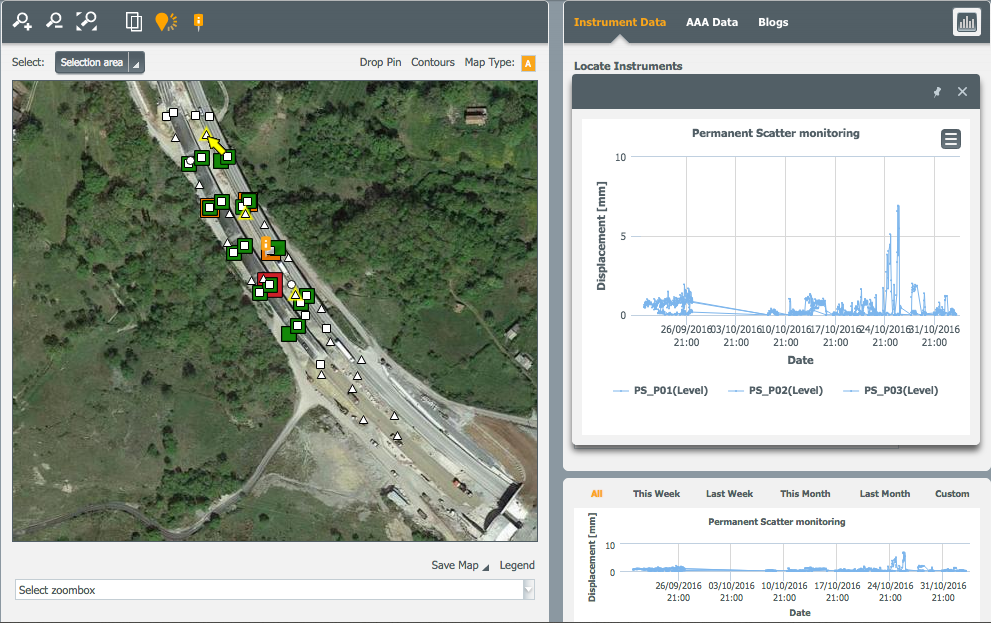 Instrument Data AAA Data Blogs
Select: Selection area Drop Pin Contours Map Type: A
Locate Instruments
Permanent Scatter monitoring
10
5
0
Displacement [mm]
26/09/2016 03/10/2016 10/10/2016 17/10/2016 24/10/2016 31/10/2016
21:00 21:00 21:00 21:00 21:00 21:00
Date
PS_P01(Level) PS_P02(Level) PS_P03(Level)
All This Week Last Week This Month Last Month Custom
Permanent Scatter monitoring
10
0
Displacement [mm]
26/09/2016 03/10/2016 10/10/2016 17/10/2016 24/10/2016 31/10/2016
21:00 21:00 21:00 21:00 21:00 21:00
Date
Save Map Legend
Select zoombox